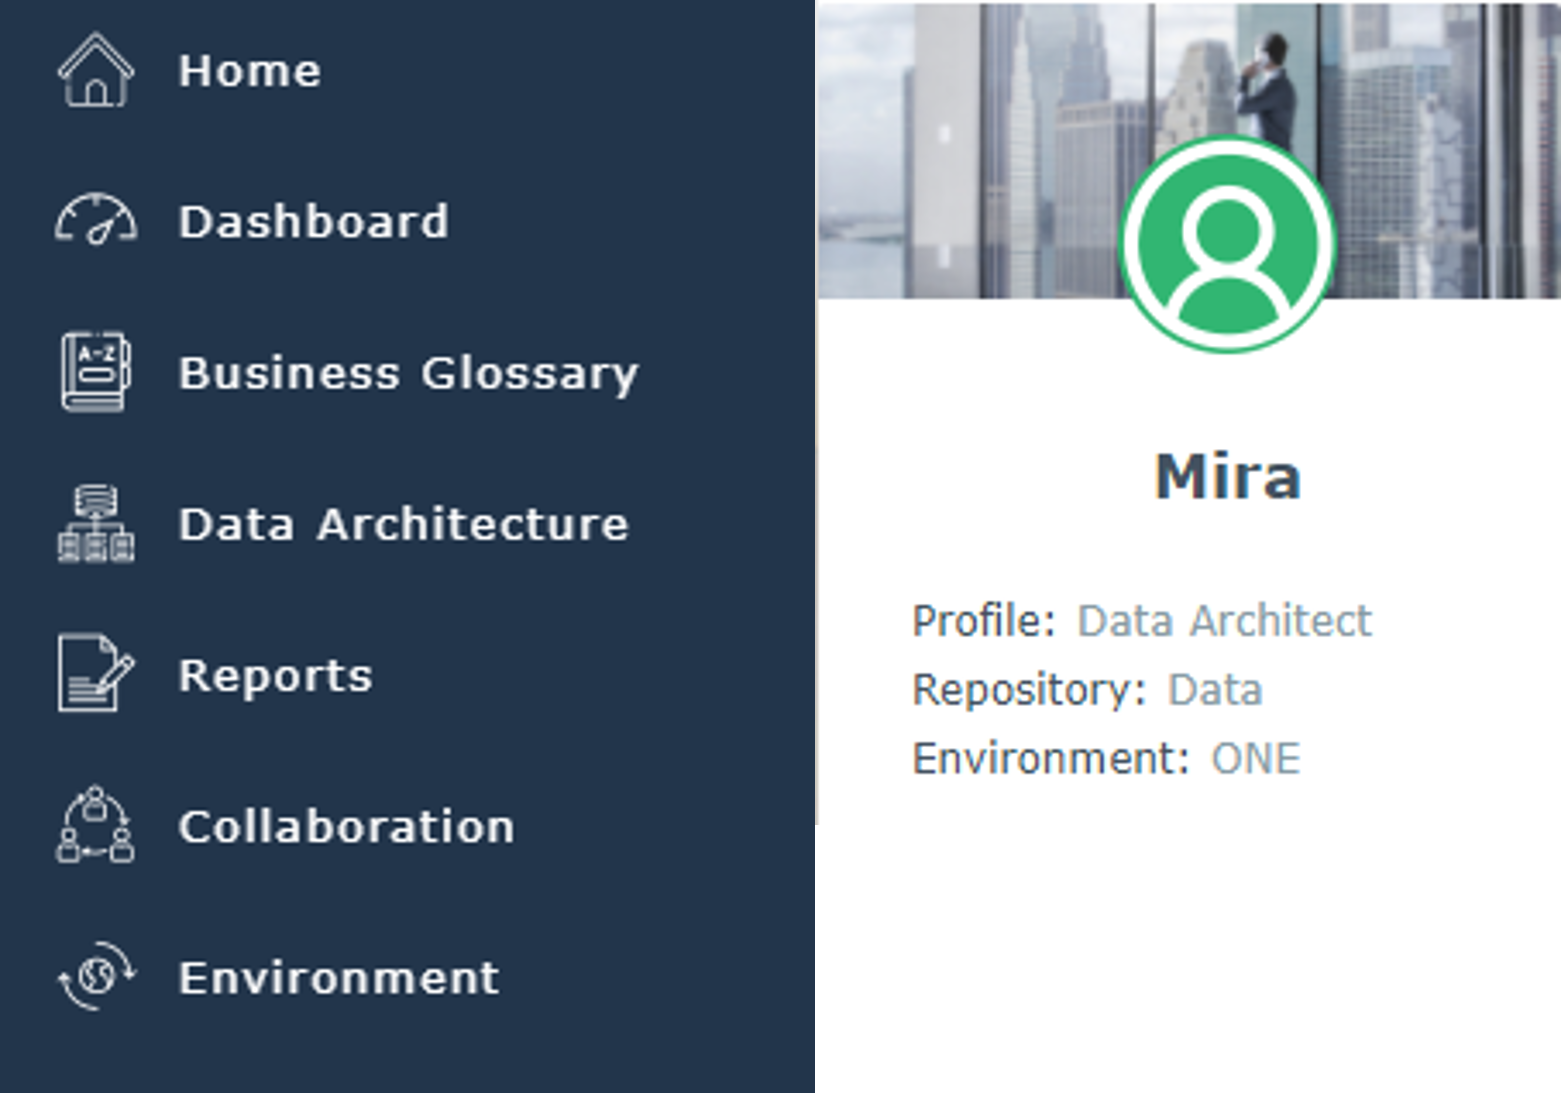 Home
Dashboard
A-Z
Business Glossary
Data Architecture
Reports
Collaboration
Environment
Mira
Profile: Data Architect
Repository: Data
Environment: ONE